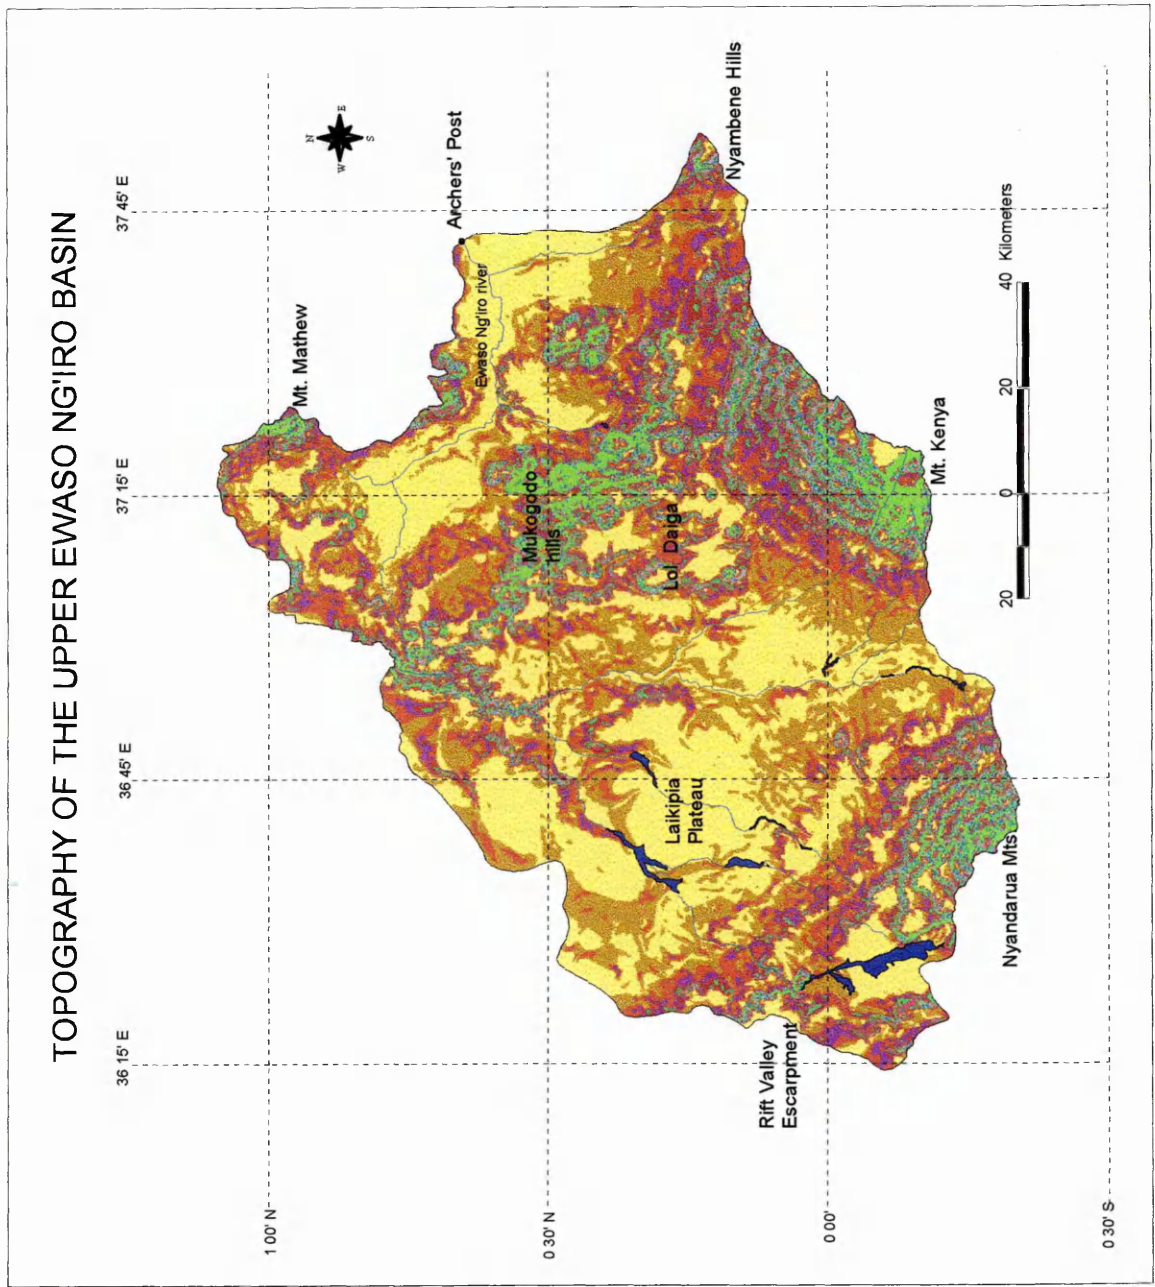 TOPOGRAPHY OF THE UPPER EWASO NG'IRO BASIN
36 15' E
36 45' E
37 15' E
37 45' E
1 00' N
0 30' N
0 00'
0 30' S
N
W
E
S
Mt. Mathew
Archers' Post
Ewaso Ng'iro river
Mukogodo
hills
Lol Daiga
Laikipia
Plateau
Nyambene Hills
Mt. Kenya
Nyandarua Mts
Rift Valley
Escarpment
20
0
20
40
Kilometers